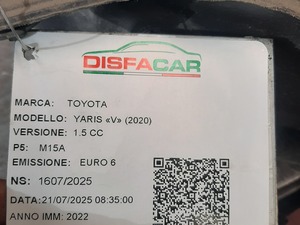 DISFACAR
MARCA: TOYOTA
MODELLO: YARIS «V» (2020)
VERSIONE: 1.5 CC
P5: M15A
EMISSIONE: EURO 6
NS: 1607/2025
DATA:21/07/2025 08:35:00
ANNO IMM: 2022